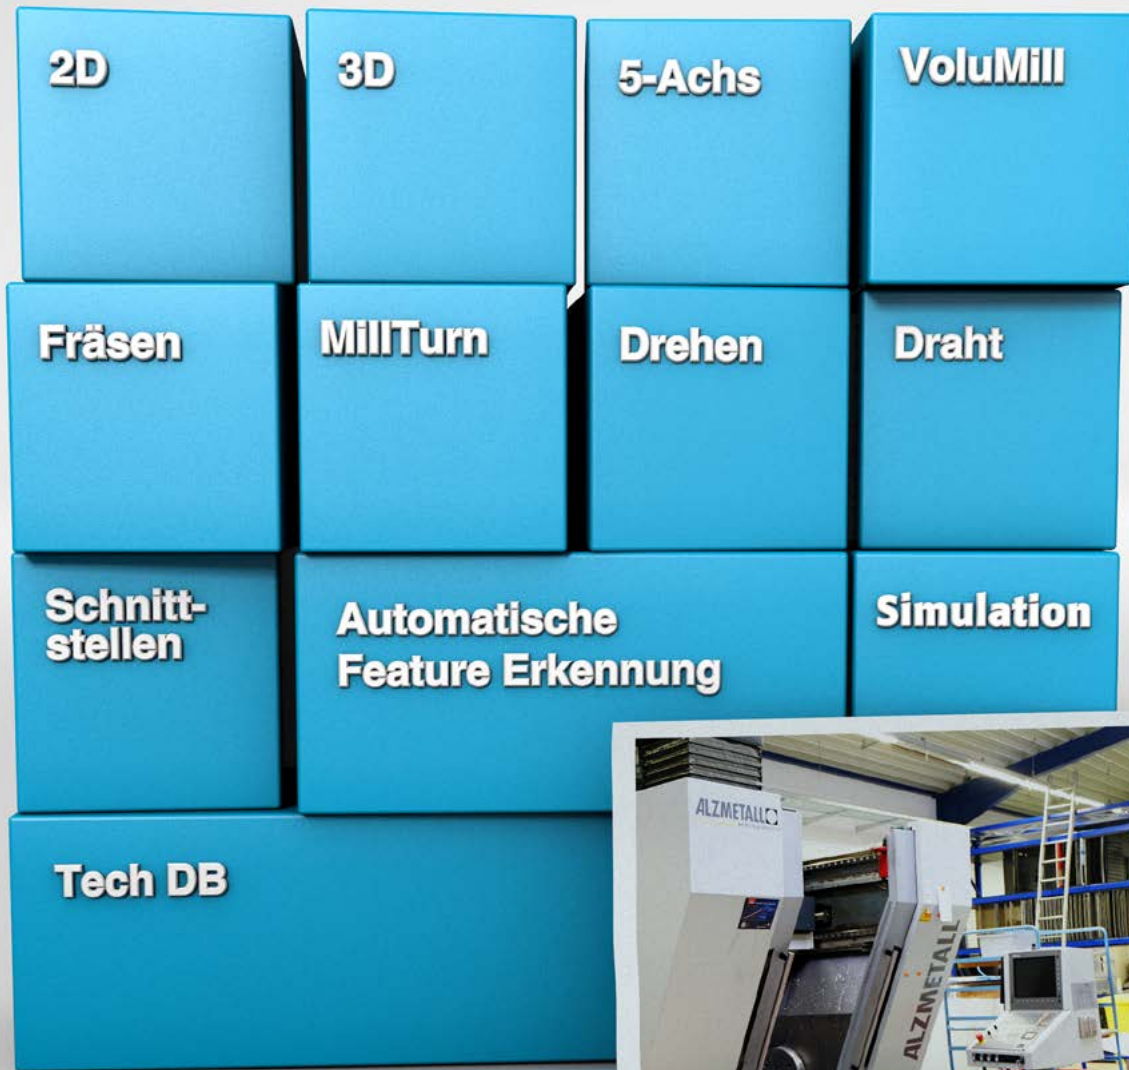 2D
3D
5-Achs
VoluMill
Fräsen
MillTurn
Drehen
Draht
Schnitt-
stellen
Automatische
Feature Erkennung
Simulation
Tech DB
ALZMETALL
ALZMETALL